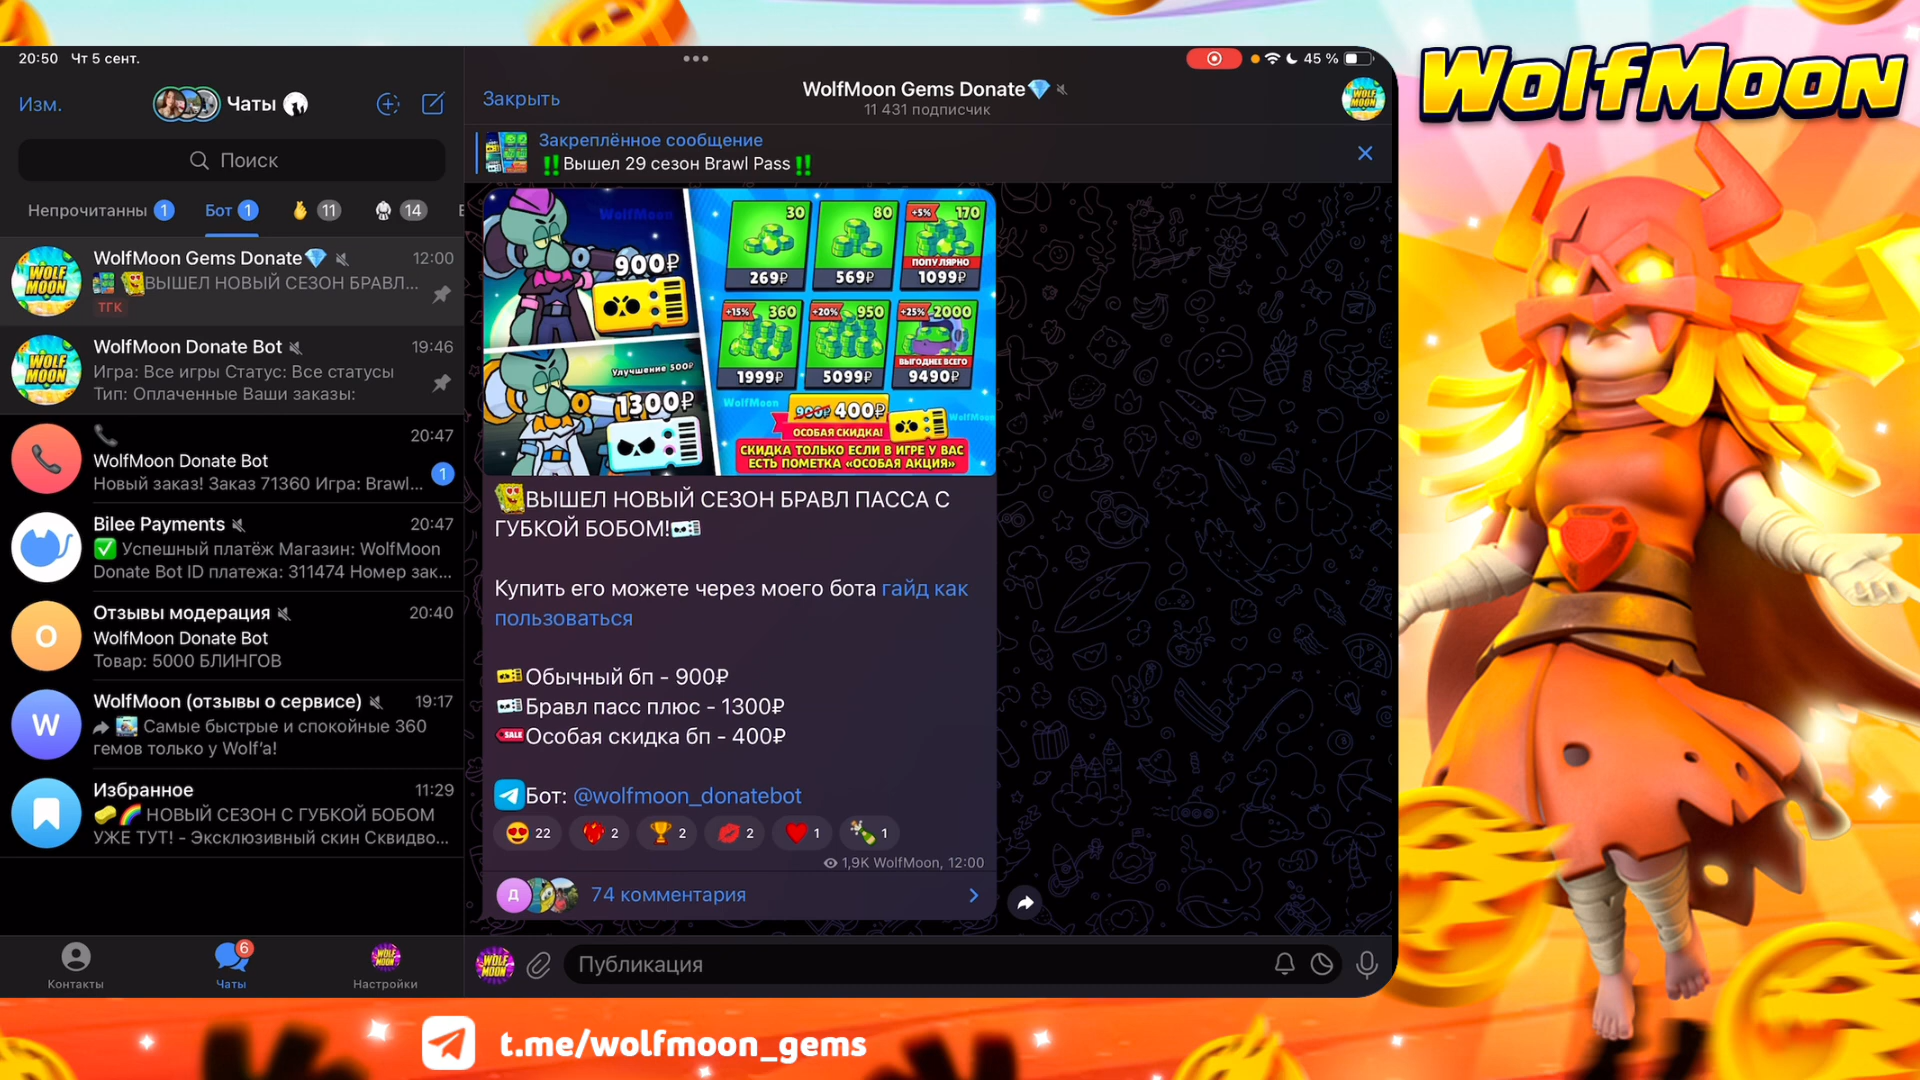 20:50 Чт 5 сент.
45 %
Изм.
Чаты
Поиск
Непрочитанны 1
Бот 1
11
14
WolfMoon Gems Donate 12:00
ВЫШЕЛ НОВЫЙ СЕЗОН БРАВЛ...
ТГК
WolfMoon Donate Bot 19:46
Игра: Все игры Статус: Все статусы
Тип: Оплаченные Ваши заказы:
20:47
WolfMoon Donate Bot
Новый заказ! Заказ 71360 Игра: Brawl...
1
Bilee Payments 20:47
Успешный платёж Магазин: WolfMoon
Donate Bot ID платежа: 311474 Номер зак...
О
Отзывы модерация 20:40
WolfMoon Donate Bot
Товар: 5000 БЛИНГОВ
W
WolfMoon (отзывы о сервисе) 19:17
Самые быстрые и спокойные 360
гемов только у Wolf'a!
Избранное 11:29
НОВЫЙ СЕЗОН С ГУБКОЙ БОБОМ
УЖЕ ТУТ! - Эксклюзивный скин Сквидво...
Контакты
6
Чаты
Настройки
Закрыть
WolfMoon Gems Donate
11 431 подписчик
Закреплённое сообщение
‼Вышел 29 сезон Brawl Pass‼
WolfMoon
900₽
Улучшение 500₽
1300₽
30
269₽
80
569₽
+5% 170
ПОПУЛЯРНО
1099₽
+15% 360
1999₽
+20% 950
5099₽
+25% 2000
ВЫГОДНЕЕ ВСЕГО
9490₽
WolfMoon
900₽ 400₽
WolfMoon
ОСОБАЯ СКИДКА!
СКИДКА ТОЛЬКО ЕСЛИ В ИГРЕ У ВАС
ЕСТЬ ПОМЕТКА «ОСОБАЯ АКЦИЯ»
ВЫШЕЛ НОВЫЙ СЕЗОН БРАВЛ ПАССА С
ГУБКОЙ БОБОМ!
Купить его можете через моего бота гайд как
пользоваться
Обычный бп - 900₽
Бравл пасс плюс - 1300₽
SALE Особая скидка бп - 400₽
Бот: @wolfmoon_donatebot
22 2 2 2 1 1
1,9K WolfMoon, 12:00
Д
74 комментария
Публикация
WOLF MOON
WolfMoon
t.me/wolfmoon_gems